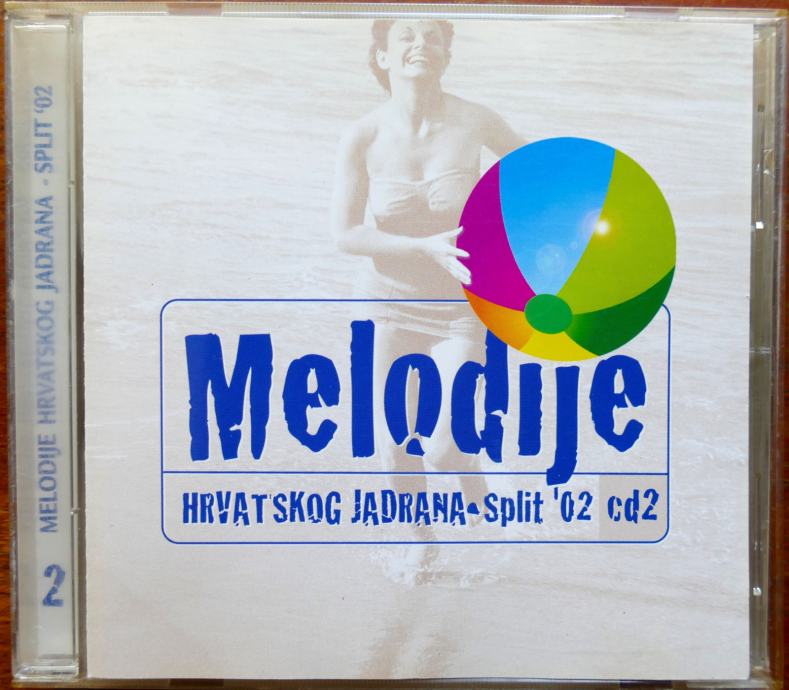 MELODIJE HRVATSKOG JADRANA - SPLIT '02
2
Melodije
HRVATSKOG JADRANA • Split '02 cd2